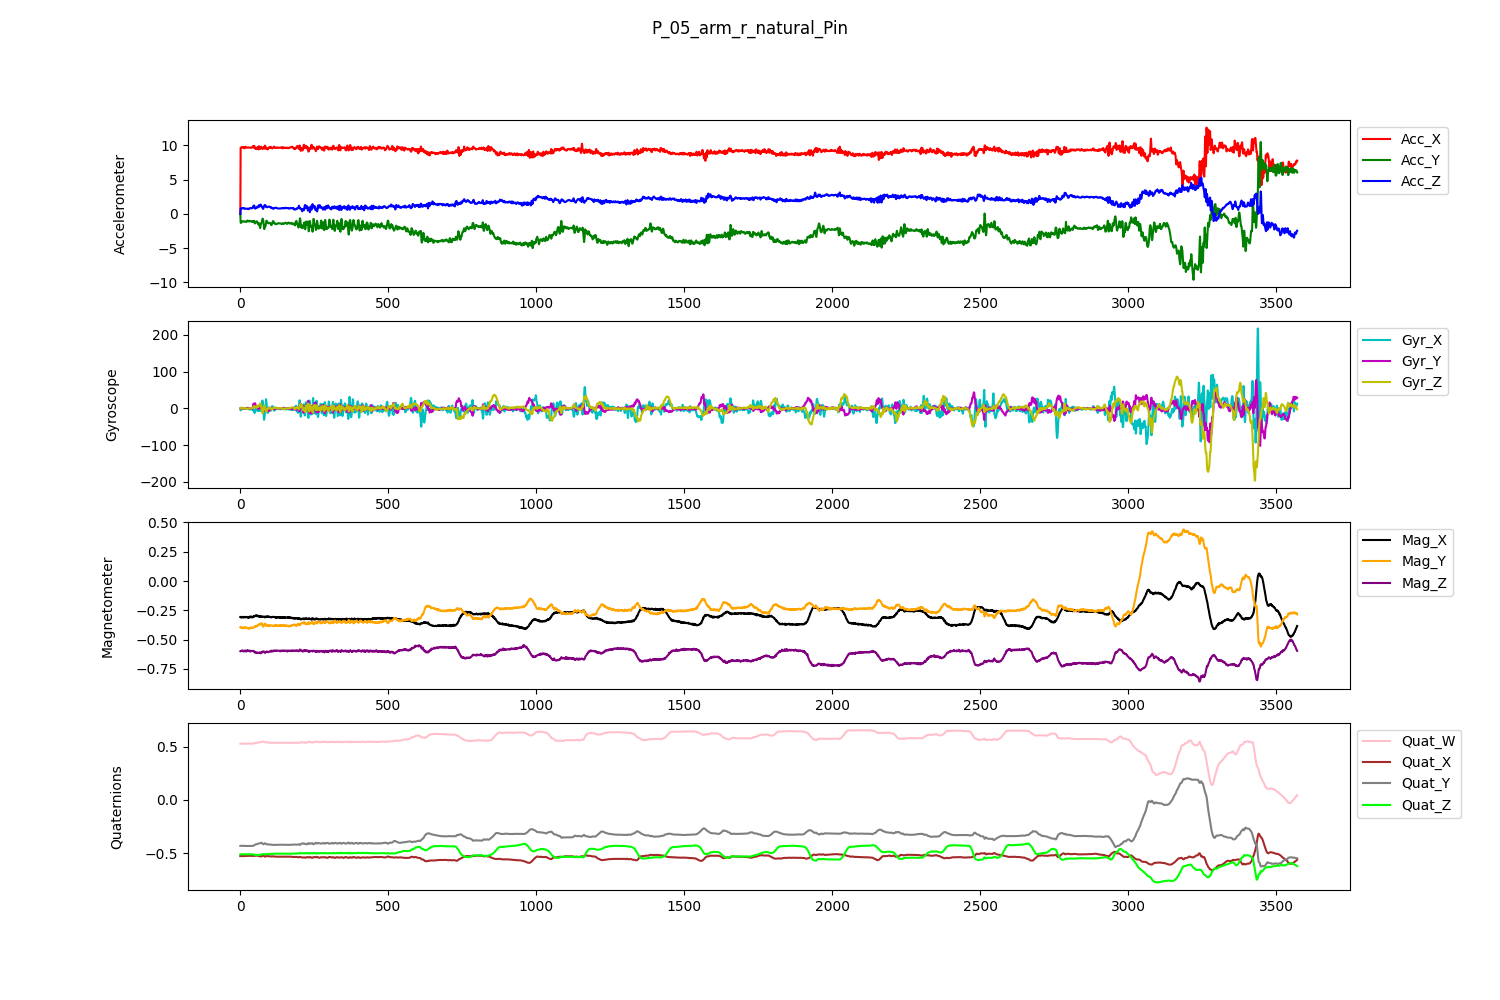 P_05_arm_r_natural_Pin
Accelerometer
10
5
0
−5
−10
0 500 1000 1500 2000 2500 3000 3500
Acc_X
Acc_Y
Acc_Z
Gyroscope
200
100
0
−100
−200
0 500 1000 1500 2000 2500 3000 3500
Gyr_X
Gyr_Y
Gyr_Z
Magnetometer
0.50
0.25
0.00
−0.25
−0.50
−0.75
0 500 1000 1500 2000 2500 3000 3500
Mag_X
Mag_Y
Mag_Z
Quaternions
0.5
0.0
−0.5
0 500 1000 1500 2000 2500 3000 3500
Quat_W
Quat_X
Quat_Y
Quat_Z